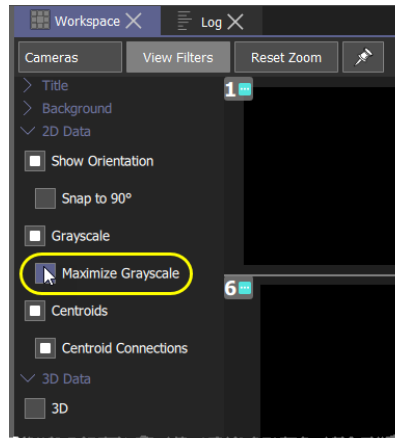 Workspace Log
Cameras View Filters Reset Zoom
Title
Background
2D Data
Show Orientation
Snap to 90°
Grayscale
Maximize Grayscale
Centroids
Centroid Connections
3D Data
3D
1
6